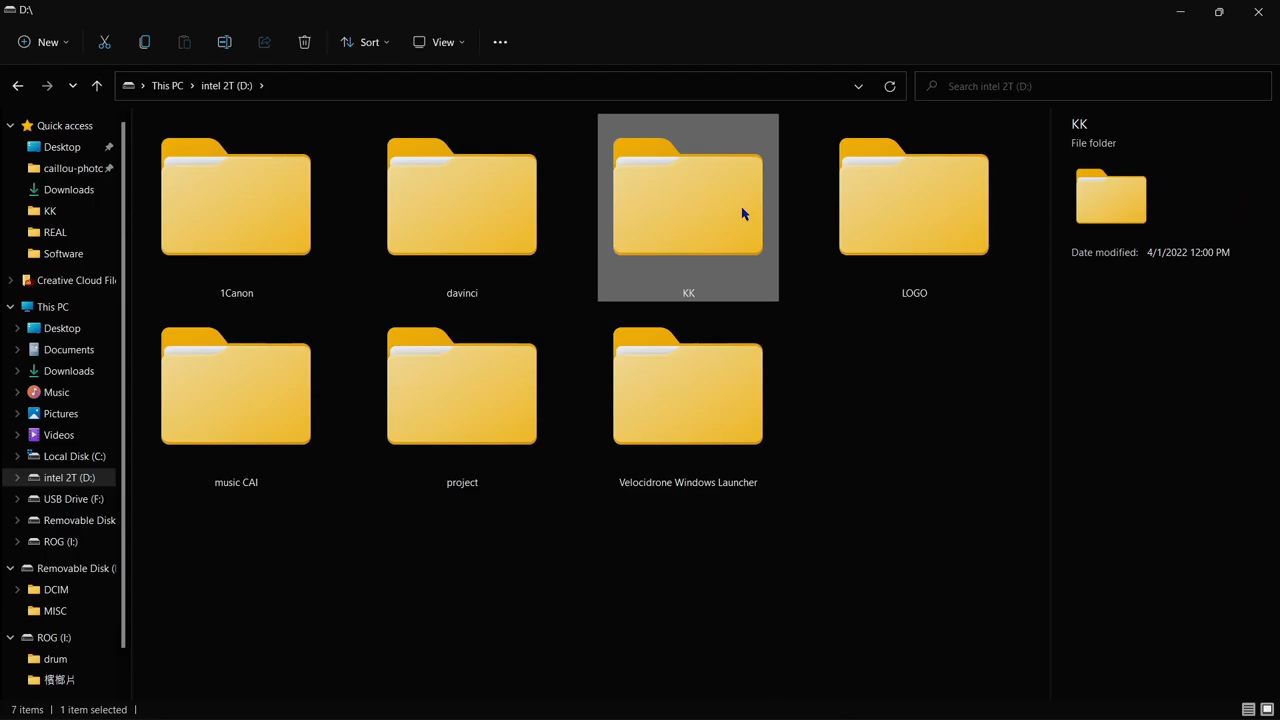 D:\
New
Sort
View
This PC
intel 2T (D:)
Search intel 2T (D:)
Quick access
Desktop
caillou-photc
Downloads
KK
REAL
Software
Creative Cloud File
This PC
Desktop
Documents
Downloads
Music
Pictures
Videos
Local Disk (C:)
intel 2T (D:)
USB Drive (F:)
Removable Disk
ROG (I:)
Removable Disk (I
DCIM
MISC
ROG (I:)
drum
檳榔片
1Canon
davinci
KK
LOGO
music CAI
project
Velocidrone Windows Launcher
KK
File folder
Date modified: 4/1/2022 12:00 PM
7 items
1 item selected